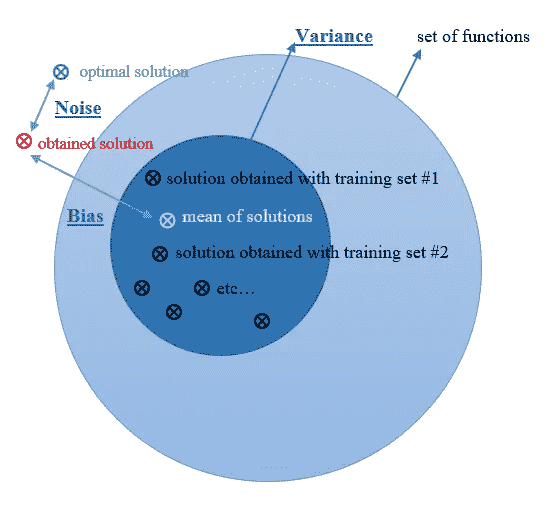 Variance
set of functions
optimal solution
Noise
obtained solution
solution obtained with training set #1
mean of solutions
Bias
solution obtained with training set #2
etc…